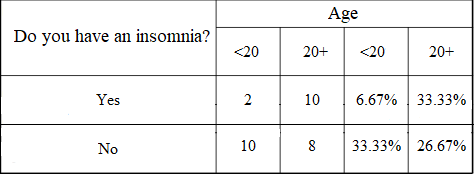 Do you have an insomnia? Age
<20 20+ <20 20+
Yes 2 10 6.67% 33.33%
No 10 8 33.33% 26.67%